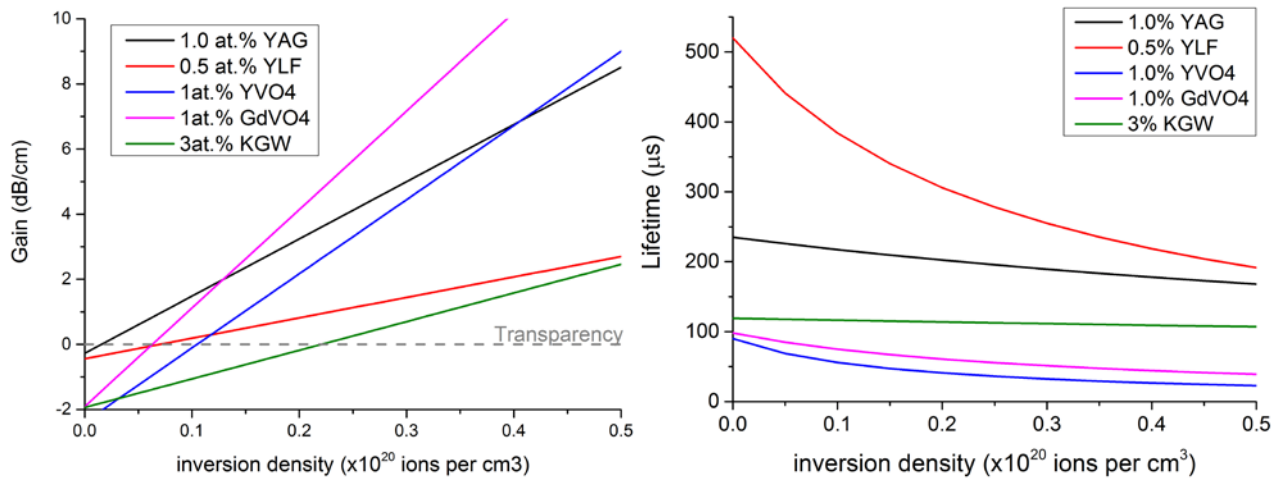 10
8
6
4
2
0
-2
Gain (dB/cm)
1.0 at.% YAG
0.5 at.% YLF
1at.% YVO4
1at.% GdVO4
3at.% KGW
Transparency
0.0 0.1 0.2 0.3 0.4 0.5
inversion density (x10²⁰ ions per cm3)
500
400
300
200
100
0
Lifetime (μs)
1.0% YAG
0.5% YLF
1.0% YVO4
1.0% GdVO4
3% KGW
0.0 0.1 0.2 0.3 0.4 0.5
inversion density (x10²⁰ ions per cm³)